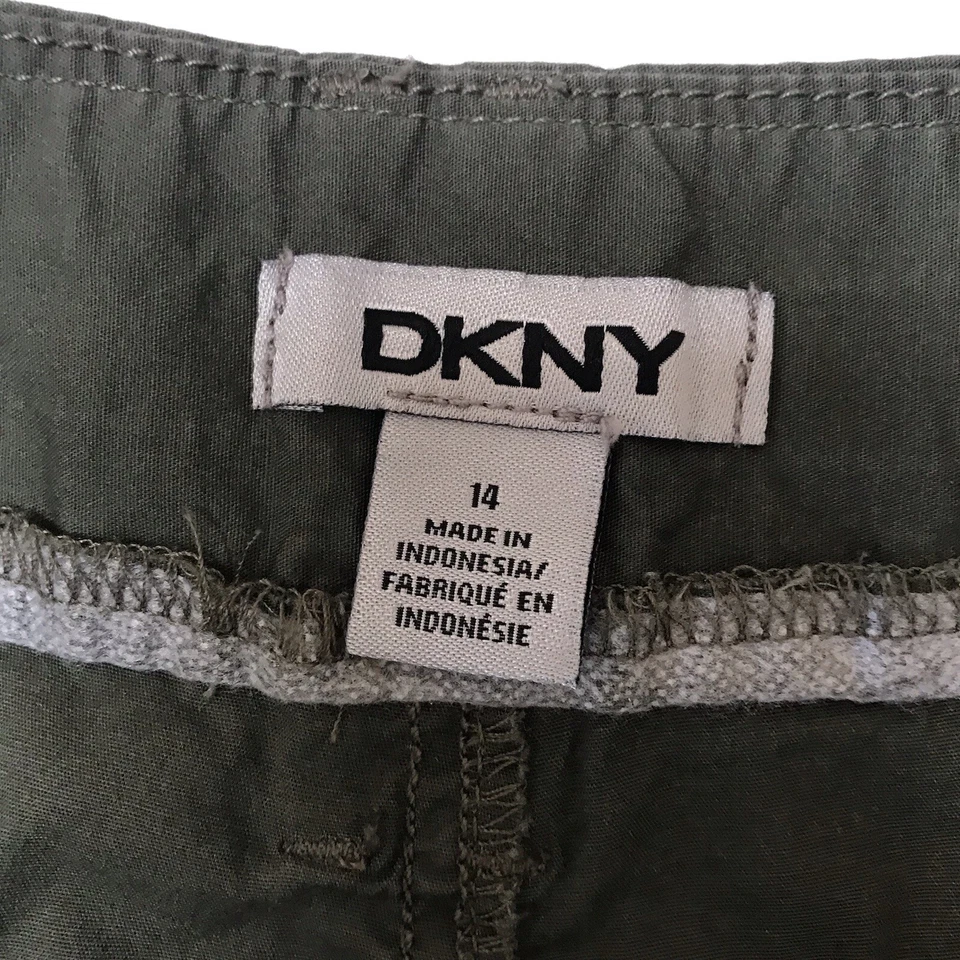 DKNY
14
MADE IN
INDONESIA/
FABRIQUÉ EN
INDONÉSIE